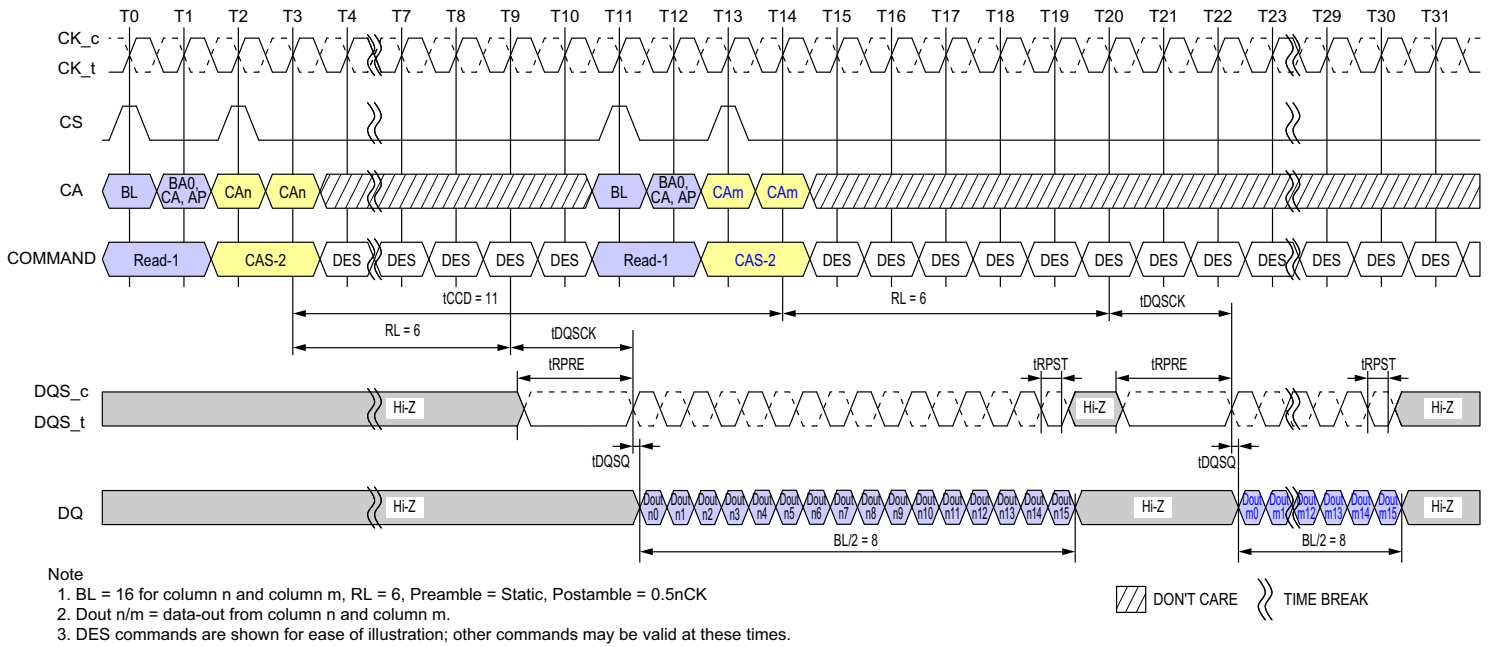 T0 T1 T2 T3 T4 T7 T8 T9 T10 T11 T12 T13 T14 T15 T16 T17 T18 T19 T20 T21 T22 T23 T29 T30 T31
CK_c
CK_t
CS
CA BL BA0, CA, AP CAn CAn BL BA0, CA, AP CAm CAm
COMMAND Read-1 CAS-2 DES DES DES DES DES Read-1 CAS-2 DES DES DES DES DES DES DES DES DES DES DES DES
tCCD = 11 RL = 6 tDQSCK
RL = 6 tDQSCK
tRPRE tRPST tRPRE tRPST
DQS_c
DQS_t
Hi-Z Hi-Z Hi-Z
tDQSQ tDQSQ
DQ Hi-Z Dout n0 Dout n1 Dout n2 Dout n3 Dout n4 Dout n5 Dout n6 Dout n7 Dout n8 Dout n9 Dout n10 Dout n11 Dout n12 Dout n13 Dout n14 Dout n15 Hi-Z Dout m0 Dout m1 Dout m12 Dout m13 Dout m14 Dout m15 Hi-Z
BL/2 = 8 BL/2 = 8
Note
1. BL = 16 for column n and column m, RL = 6, Preamble = Static, Postamble = 0.5nCK
2. Dout n/m = data-out from column n and column m.
3. DES commands are shown for ease of illustration; other commands may be valid at these times.
DON'T CARE TIME BREAK